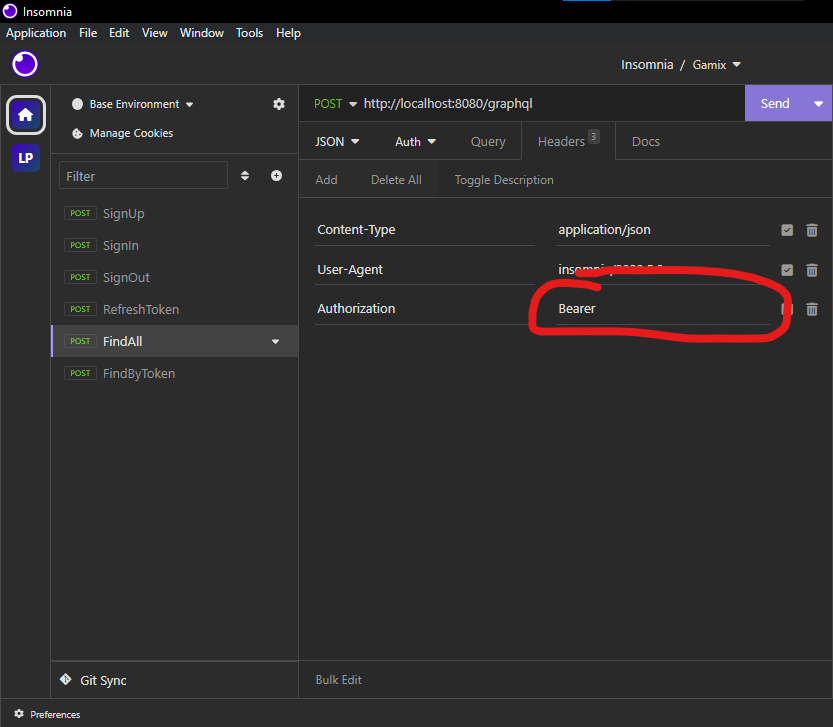 Insomnia
Application File Edit View Window Tools Help
Insomnia / Gamix
Base Environment
Manage Cookies
LP
Filter
POST SignUp
POST SignIn
POST SignOut
POST RefreshToken
POST FindAll
POST FindByToken
POST http://localhost:8080/graphql Send
JSON Auth Query Headers 3 Docs
Add Delete All Toggle Description
Content-Type application/json
User-Agent
Authorization Bearer
Git Sync
Bulk Edit
Preferences